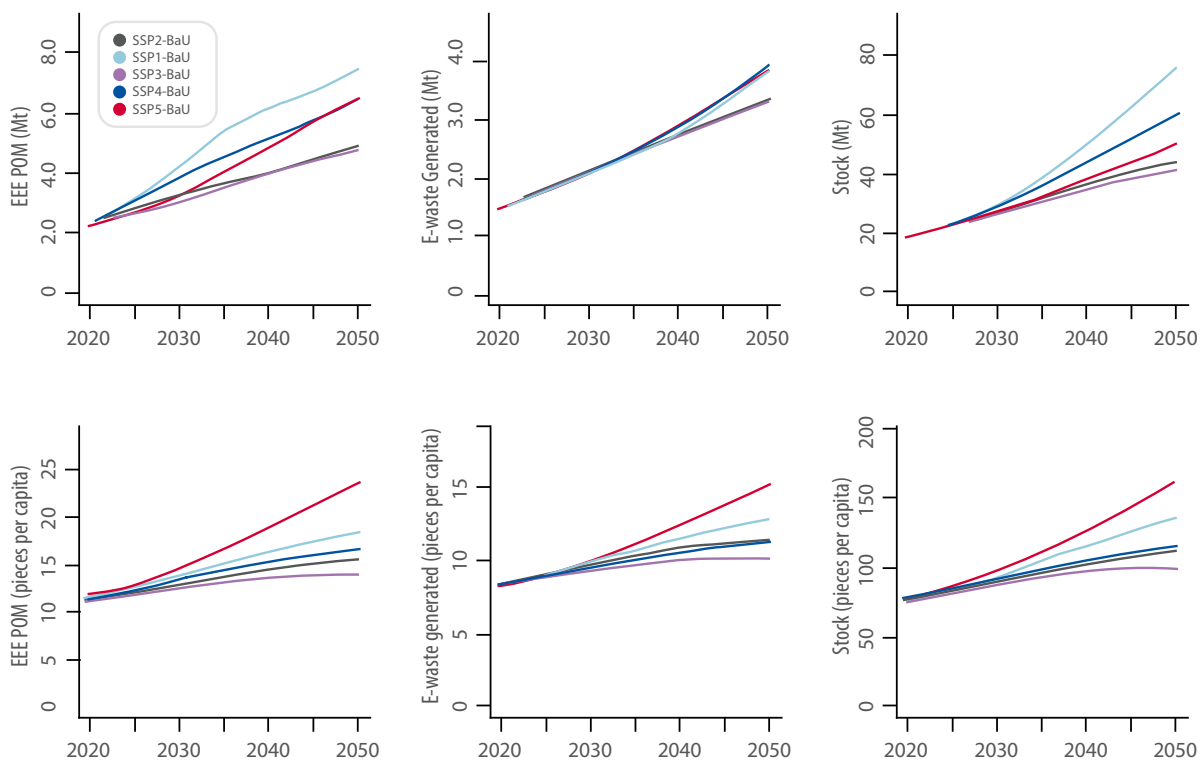 EEE POM (Mt)
8.0
6.0
4.0
2.0
0
SSP2-BaU
SSP1-BaU
SSP3-BaU
SSP4-BaU
SSP5-BaU
2020 2030 2040 2050
E-waste Generated (Mt)
4.0
3.0
2.0
1.0
0
2020 2030 2040 2050
Stock (Mt)
80
60
40
20
0
2020 2030 2040 2050
EEE POM (pieces per capita)
25
20
15
10
5
0
2020 2030 2040 2050
E-waste generated (pieces per capita)
15
10
5
0
2020 2030 2040 2050
Stock (pieces per capita)
200
150
100
50
0
2020 2030 2040 2050